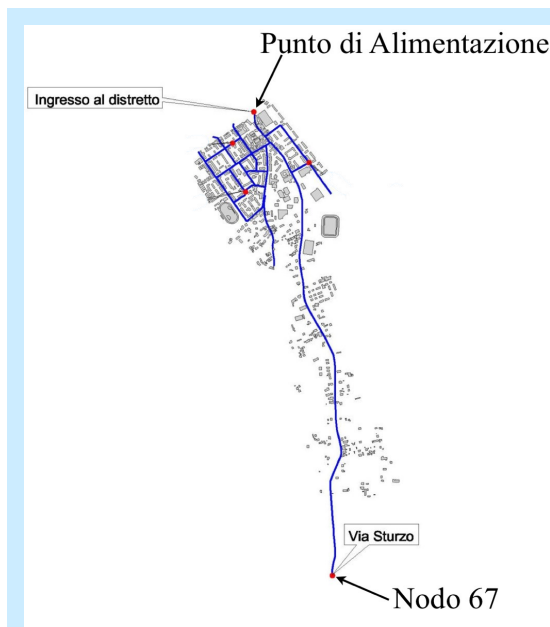 Punto di Alimentazione
Ingresso al distretto
Via Sturzo
Nodo 67